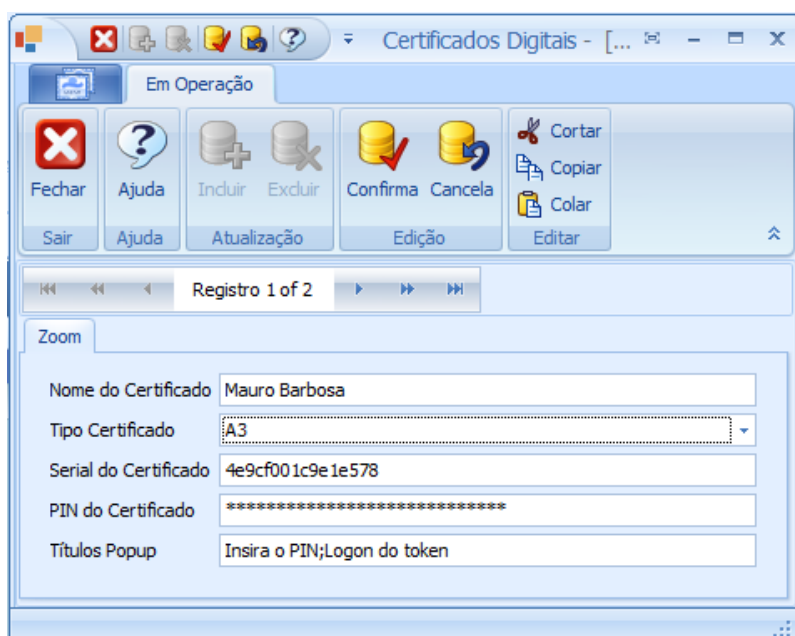 Certificados Digitais - [...
Em Operação
Fechar
Ajuda
Incluir
Excluir
Confirma
Cancela
Cortar
Copiar
Colar
Sair
Ajuda
Atualização
Edição
Editar
Registro 1 of 2
Zoom
Nome do Certificado Mauro Barbosa
Tipo Certificado A3
Serial do Certificado 4e9cf001c9e1e578
PIN do Certificado ****************************
Títulos Popup Insira o PIN;Logon do token